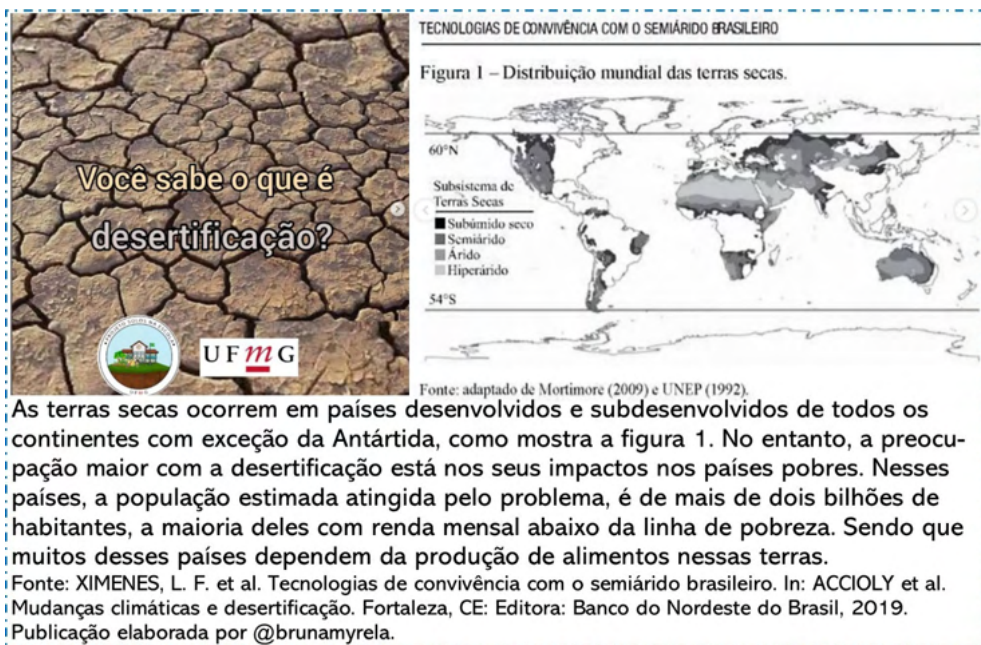 Você sabe o que é
desertificação?
UFmG
TECNOLOGIAS DE CONVIVÊNCIA COM O SEMIÁRIDO BRASILEIRO
Figura 1 – Distribuição mundial das terras secas.
60°N
Subsistema de
Terras Secas
Subúmido seco
Semiárido
Árido
Hiperárido
54°S
Fonte: adaptado de Mortimore (2009) e UNEP (1992).
As terras secas ocorrem em países desenvolvidos e subdesenvolvidos de todos os
continentes com exceção da Antártida, como mostra a figura 1. No entanto, a preocu-
pação maior com a desertificação está nos seus impactos nos países pobres. Nesses
países, a população estimada atingida pelo problema, é de mais de dois bilhões de
habitantes, a maioria deles com renda mensal abaixo da linha de pobreza. Sendo que
muitos desses países dependem da produção de alimentos nessas terras.
Fonte: XIMENES, L. F. et al. Tecnologias de convivência com o semiárido brasileiro. In: ACCIOLY et al.
Mudanças climáticas e desertificação. Fortaleza, CE: Editora: Banco do Nordeste do Brasil, 2019.
Publicação elaborada por @brunamyrela.